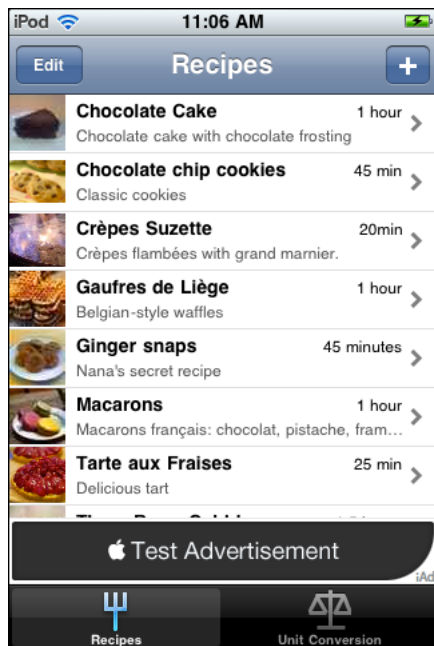 iPod 11:06 AM
Edit Recipes +
Chocolate Cake 1 hour
Chocolate cake with chocolate frosting
Chocolate chip cookies 45 min
Classic cookies
Crèpes Suzette 20min
Crèpes flambées with grand marnier.
Gaufres de Liège 1 hour
Belgian-style waffles
Ginger snaps 45 minutes
Nana's secret recipe
Macarons 1 hour
Macarons français: chocolat, pistache, fram...
Tarte aux Fraises 25 min
Delicious tart
Test Advertisement
iAd
Recipes Unit Conversion